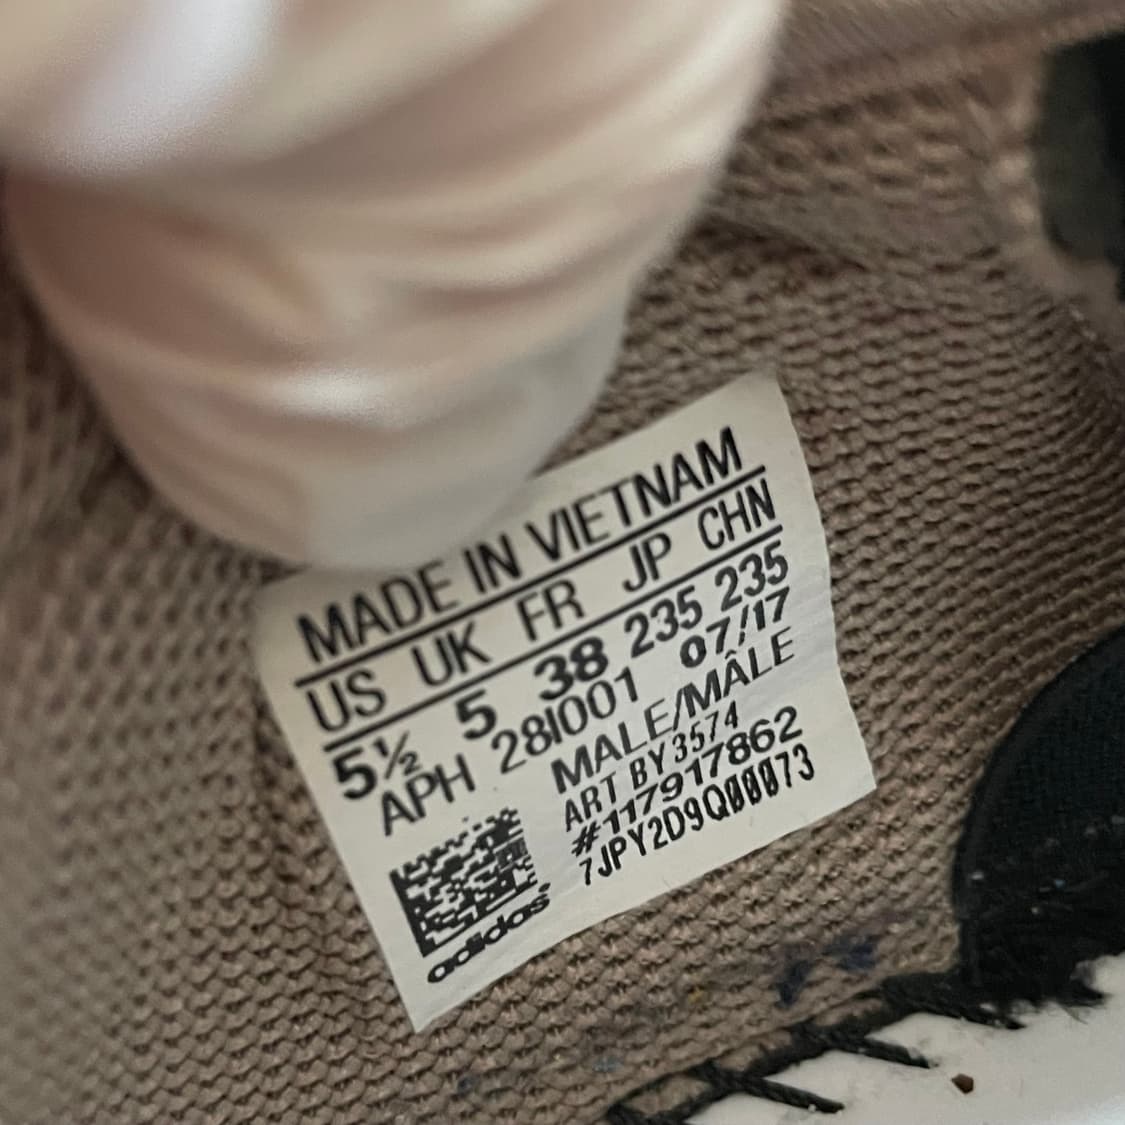 MADE IN VIETNAM
US UK FR JP CHN
5½ 5 38 235 235
APH 28I001 07/17
MALE/MÂLE
ART BY3574
#117917862
7JPY2D9Q00073
adidas